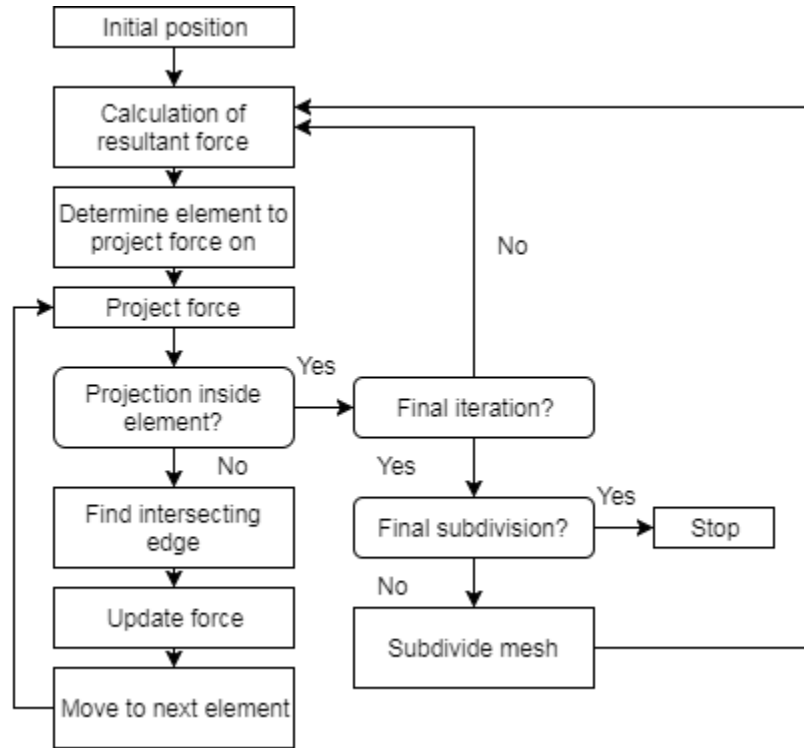 Initial position
Calculation of
resultant force
Determine element to
project force on
No
Project force
Yes
Projection inside
element?
Final iteration?
No
Yes
Find intersecting
edge
Final subdivision?
Yes
Stop
No
Update force
Subdivide mesh
Move to next element